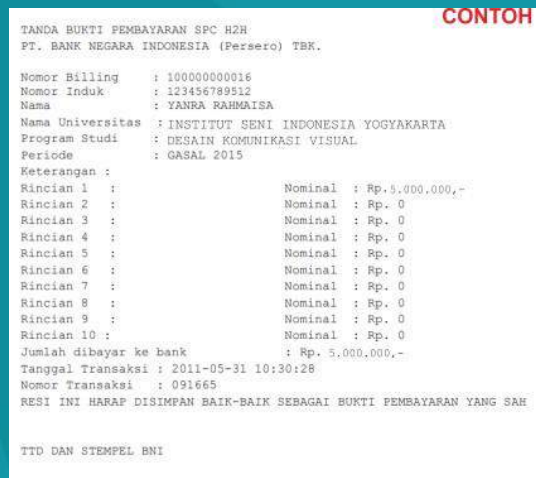 CONTOH
TANDA BUKTI PEMBAYARAN SPC H2H
PT. BANK NEGARA INDONESIA (Persero) TBK.
Nomor Billing : 100000000016
Nomor Induk : 123456789512
Nama : YANRA RAHMAISA
Nama Universitas : INSTITUT SENI INDONESIA YOGYAKARTA
Program Studi : DESAIN KOMUNIKASI VISUAL
Periode : GASAL 2015
Keterangan :
Rincian 1 : Nominal : Rp.5.000.000,-
Rincian 2 : Nominal : Rp. 0
Rincian 3 : Nominal : Rp. 0
Rincian 4 : Nominal : Rp. 0
Rincian 5 : Nominal : Rp. 0
Rincian 6 : Nominal : Rp. 0
Rincian 7 : Nominal : Rp. 0
Rincian 8 : Nominal : Rp. 0
Rincian 9 : Nominal : Rp. 0
Rincian 10 : Nominal : Rp. 0
Jumlah dibayar ke bank : Rp. 5.000.000,-
Tanggal Transaksi : 2011-05-31 10:30:28
Nomor Transaksi : 091665
RESI INI HARAP DISIMPAN BAIK-BAIK SEBAGAI BUKTI PEMBAYARAN YANG SAH
TTD DAN STEMPEL BNI